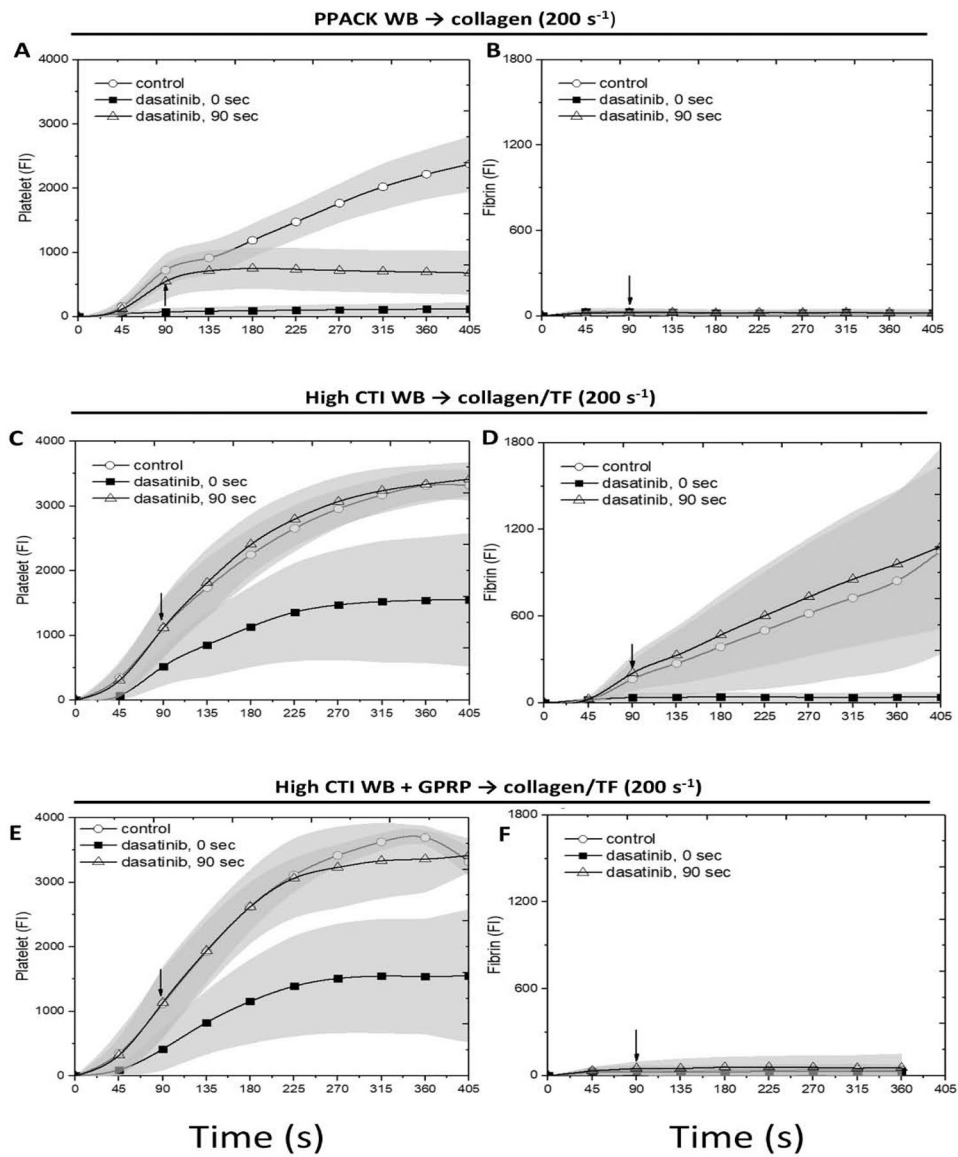 PPACK WB → collagen (200 s⁻¹)
A
B
4000
3000
2000
1000
0
Platelet (FI)
control
dasatinib, 0 sec
dasatinib, 90 sec
0 45 90 135 180 225 270 315 360 405
1800
1200
600
0
Fibrin (FI)
control
dasatinib, 0 sec
dasatinib, 90 sec
0 45 90 135 180 225 270 315 360 405
High CTI WB → collagen/TF (200 s⁻¹)
C
D
4000
3000
2000
1000
0
Platelet (FI)
control
dasatinib, 0 sec
dasatinib, 90 sec
0 45 90 135 180 225 270 315 360 405
1800
1200
600
0
Fibrin (FI)
control
dasatinib, 0 sec
dasatinib, 90 sec
0 45 90 135 180 225 270 315 360 405
High CTI WB + GPRP → collagen/TF (200 s⁻¹)
E
F
4000
3000
2000
1000
0
Platelet (FI)
control
dasatinib, 0 sec
dasatinib, 90 sec
0 45 90 135 180 225 270 315 360 405
1800
1200
600
0
Fibrin (FI)
control
dasatinib, 0 sec
dasatinib, 90 sec
0 45 90 135 180 225 270 315 360 405
Time (s)
Time (s)